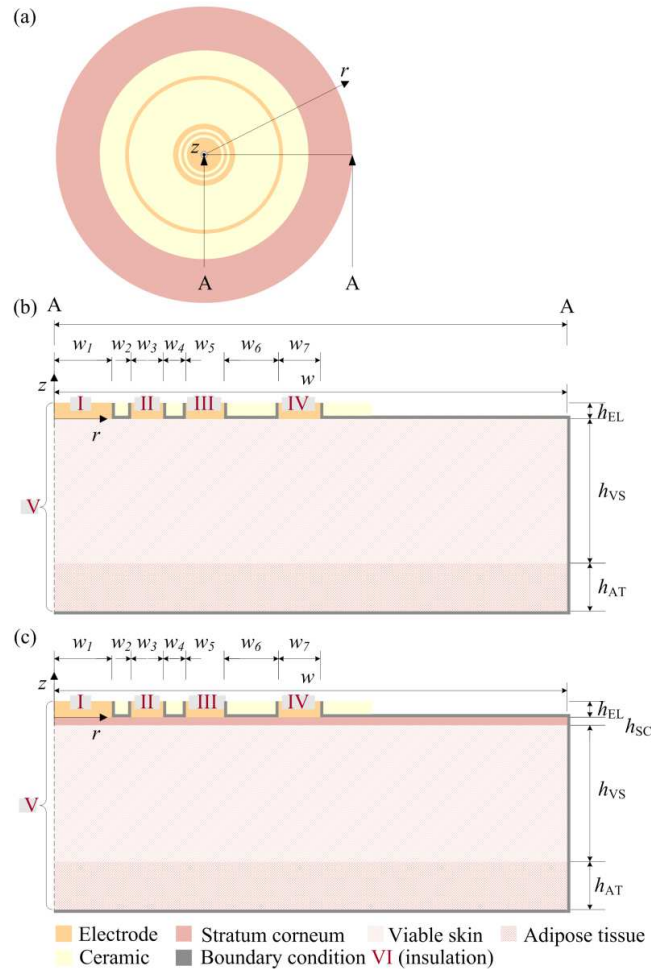 (a)
r
z
A A
(b)
A A
w1 w2 w3 w4 w5 w6 w7
w
z
I II III IV
hEL
r
hVS
V
hAT
(c)
w1 w2 w3 w4 w5 w6 w7
w
z
I II III IV
hEL
hSC
r
hVS
V
hAT
Electrode Stratum corneum Viable skin Adipose tissue
Ceramic Boundary condition VI (insulation)